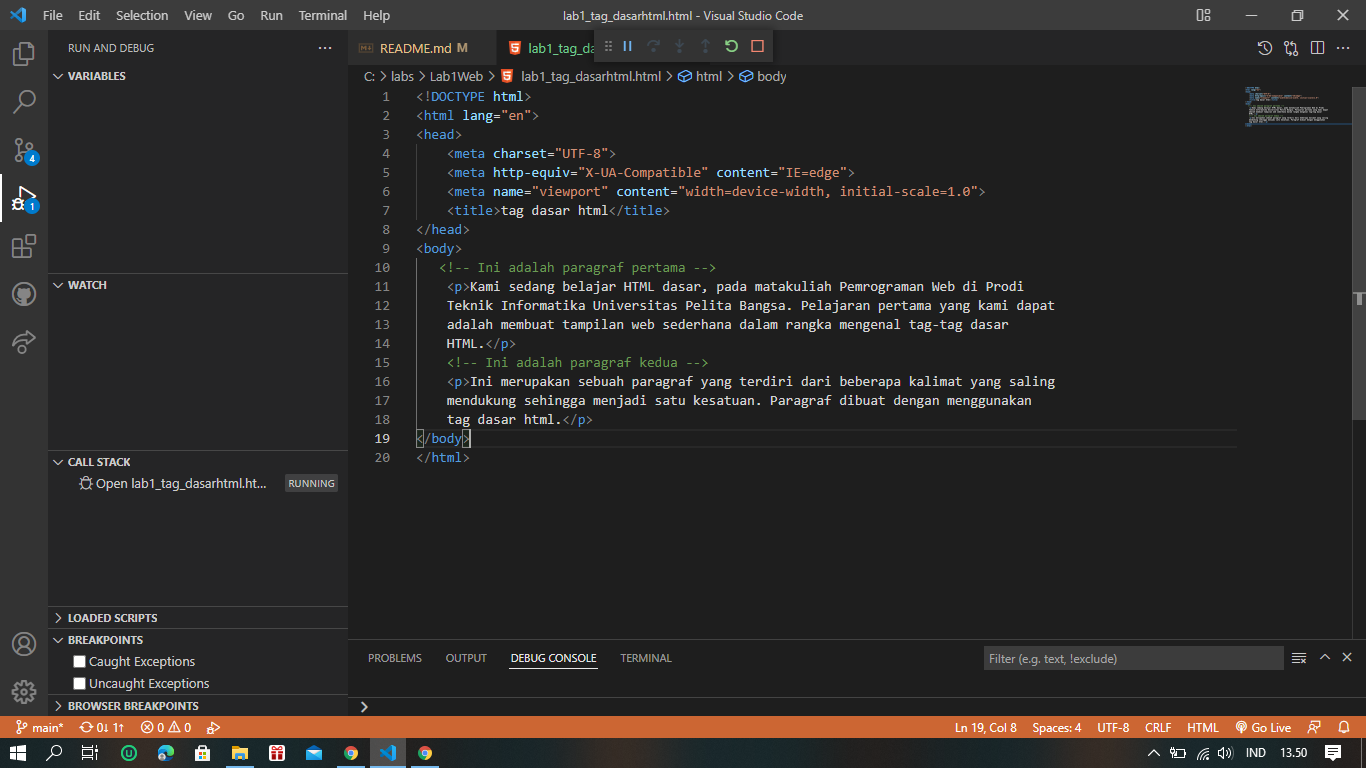 File Edit Selection View Go Run Terminal Help lab1_tag_dasarhtml.html - Visual Studio Code
RUN AND DEBUG ···
README.md M
lab1_tag_da
VARIABLES
C: > labs > Lab1Web > lab1_tag_dasarhtml.html > html > body
1 <!DOCTYPE html>
2 <html lang="en">
3 <head>
4 <meta charset="UTF-8">
5 <meta http-equiv="X-UA-Compatible" content="IE=edge">
6 <meta name="viewport" content="width=device-width, initial-scale=1.0">
7 <title>tag dasar html</title>
8 </head>
9 <body>
10 <!-- Ini adalah paragraf pertama -->
11 <p>Kami sedang belajar HTML dasar, pada matakuliah Pemrograman Web di Prodi
12 Teknik Informatika Universitas Pelita Bangsa. Pelajaran pertama yang kami dapat
13 adalah membuat tampilan web sederhana dalam rangka mengenal tag-tag dasar
14 HTML.</p>
15 <!-- Ini adalah paragraf kedua -->
16 <p>Ini merupakan sebuah paragraf yang terdiri dari beberapa kalimat yang saling
17 mendukung sehingga menjadi satu kesatuan. Paragraf dibuat dengan menggunakan
18 tag dasar html.</p>
19 </body>
20 </html>
4
1
WATCH
CALL STACK
Open lab1_tag_dasarhtml.ht... RUNNING
LOADED SCRIPTS
BREAKPOINTS
Caught Exceptions
Uncaught Exceptions
BROWSER BREAKPOINTS
PROBLEMS OUTPUT DEBUG CONSOLE TERMINAL
Filter (e.g. text, !exclude)
main* 0↓ 1↑ 0 0 Ln 19, Col 8 Spaces: 4 UTF-8 CRLF HTML Go Live
IND 13.50